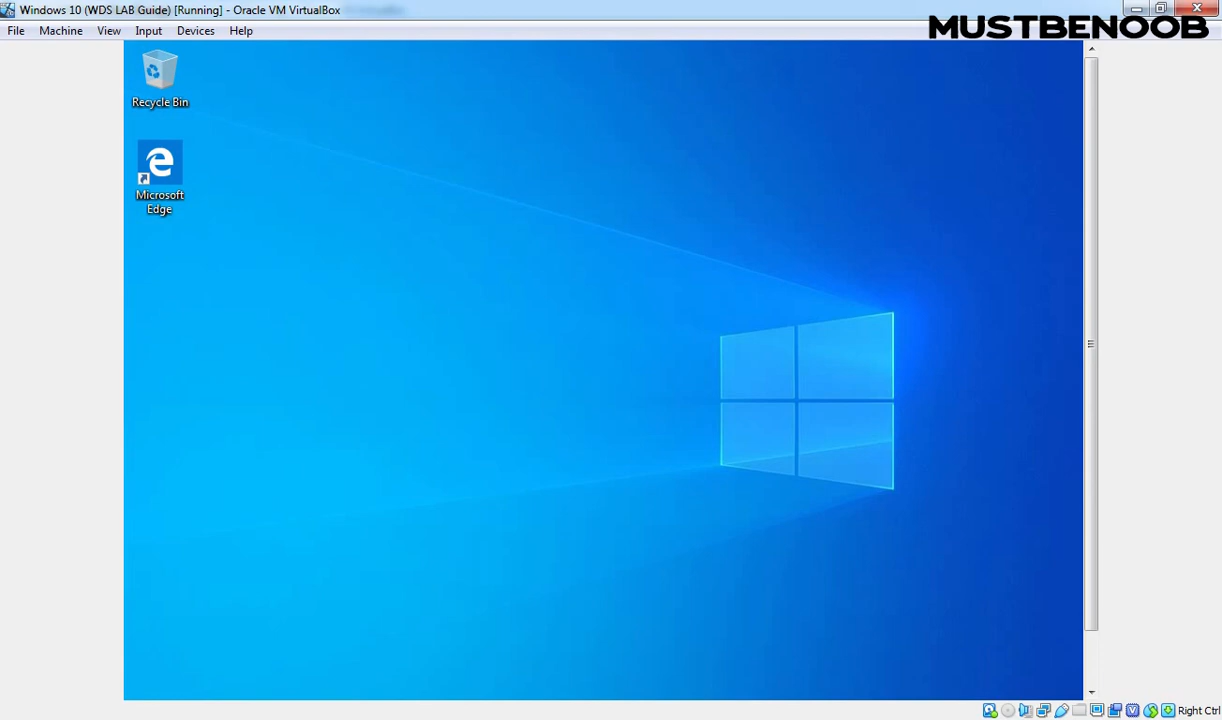 Windows 10 (WDS LAB Guide) [Running] - Oracle VM VirtualBox
File Machine View Input Devices Help
MUSTBENOOB
Recycle Bin
Microsoft
Edge
Right Ctrl